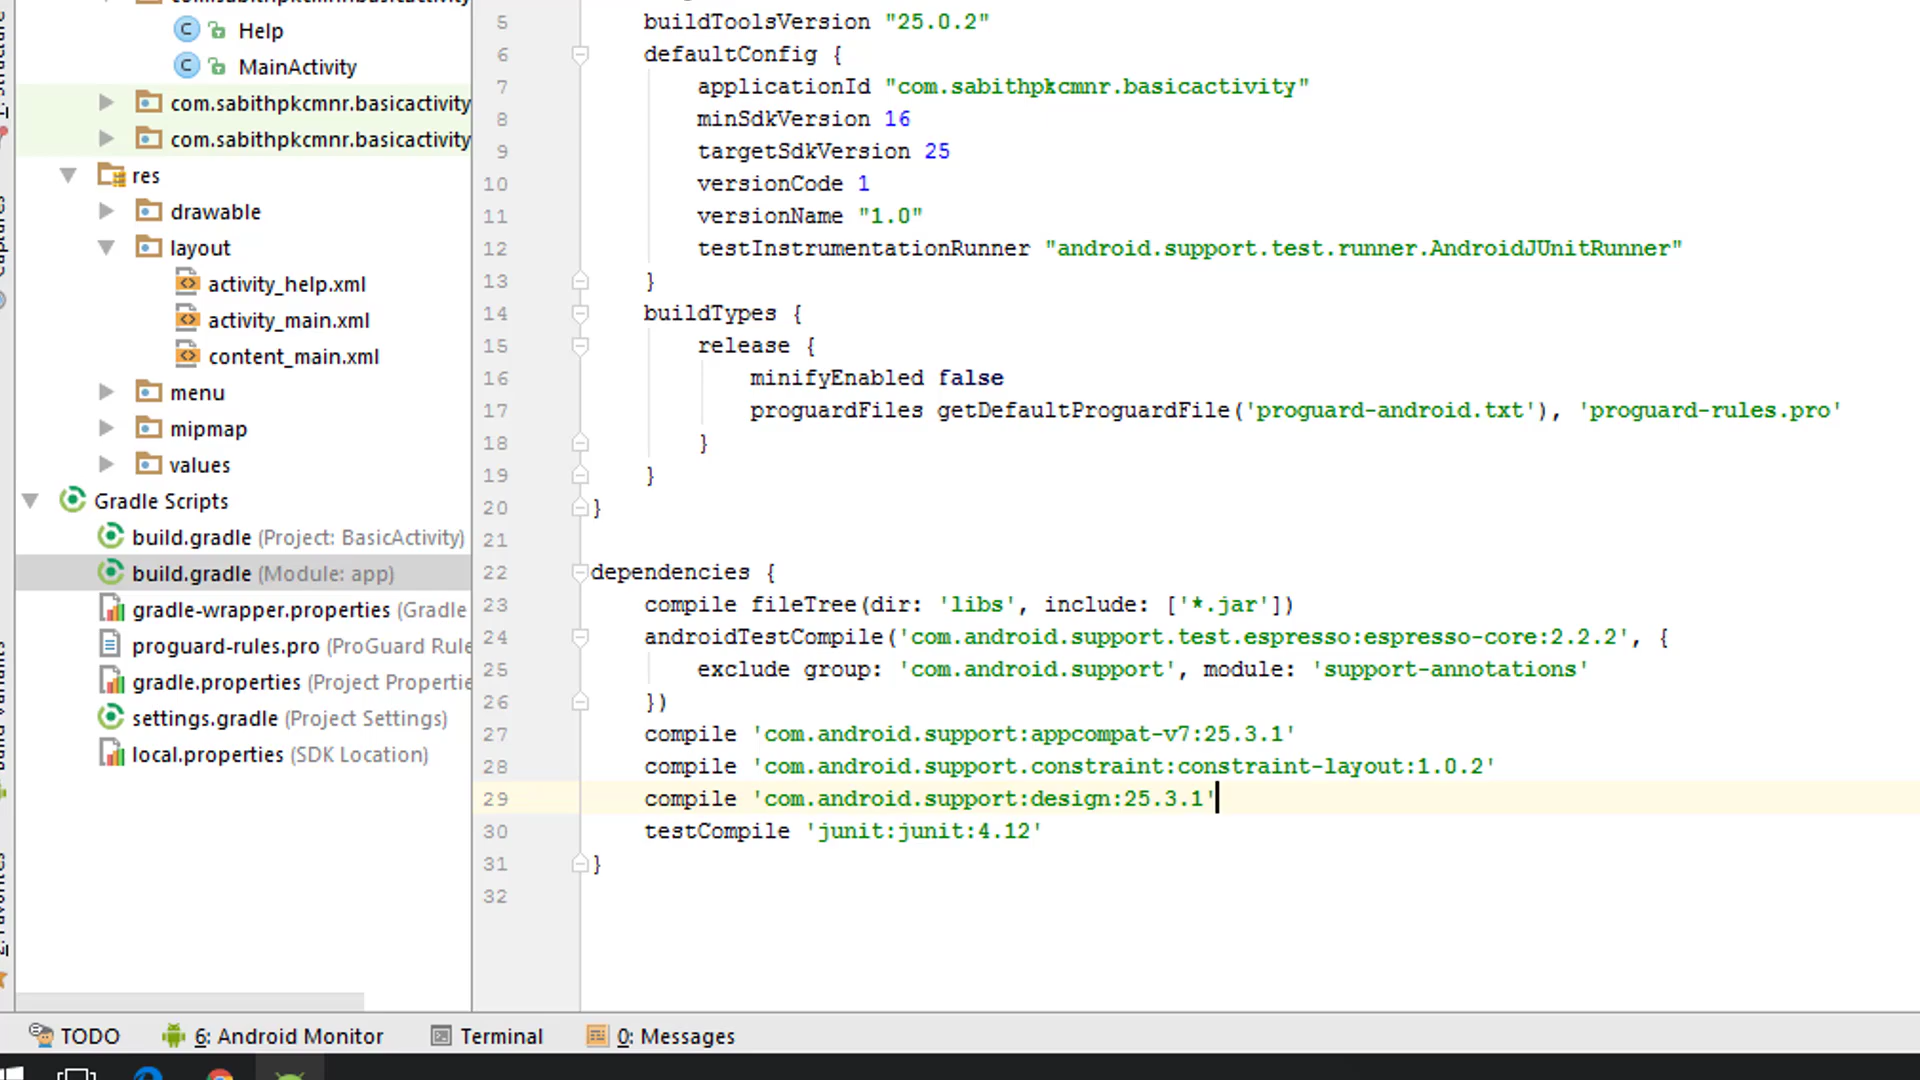 Help
MainActivity
com.sabithpkcmnr.basicactivity
com.sabithpkcmnr.basicactivity
res
drawable
layout
activity_help.xml
activity_main.xml
content_main.xml
menu
mipmap
values
Gradle Scripts
build.gradle (Project: BasicActivity)
build.gradle (Module: app)
gradle-wrapper.properties (Gradle
proguard-rules.pro (ProGuard Rule
gradle.properties (Project Propertie
settings.gradle (Project Settings)
local.properties (SDK Location)
5 buildToolsVersion "25.0.2"
6 defaultConfig {
7 applicationId "com.sabithpkcmnr.basicactivity"
8 minSdkVersion 16
9 targetSdkVersion 25
10 versionCode 1
11 versionName "1.0"
12 testInstrumentationRunner "android.support.test.runner.AndroidJUnitRunner"
13 }
14 buildTypes {
15 release {
16 minifyEnabled false
17 proguardFiles getDefaultProguardFile('proguard-android.txt'), 'proguard-rules.pro'
18 }
19 }
20 }
21
22 dependencies {
23 compile fileTree(dir: 'libs', include: ['*.jar'])
24 androidTestCompile('com.android.support.test.espresso:espresso-core:2.2.2', {
25 exclude group: 'com.android.support', module: 'support-annotations'
26 })
27 compile 'com.android.support:appcompat-v7:25.3.1'
28 compile 'com.android.support.constraint:constraint-layout:1.0.2'
29 compile 'com.android.support:design:25.3.1'
30 testCompile 'junit:junit:4.12'
31 }
32
TODO
6: Android Monitor
Terminal
0: Messages